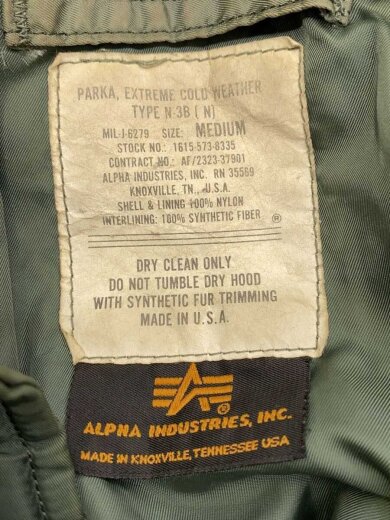 PARKA, EXTREME COLD WEATHER
TYPE N-3B (N)
MIL-J-6279 SIZE: MEDIUM
STOCK NO.: 1615-573-8335
CONTRACT NO.: AF/2323-37901
ALPHA INDUSTRIES, INC. RN 35589
KNOXVILLE, TN., U.S.A.
SHELL & LINING 100% NYLON
INTERLINING: 100% SYNTHETIC FIBER ®
DRY CLEAN ONLY
DO NOT TUMBLE DRY HOOD
WITH SYNTHETIC FUR TRIMMING
MADE IN U.S.A.
®
ALPHA INDUSTRIES, INC.
MADE IN KNOXVILLE, TENNESSEE USA